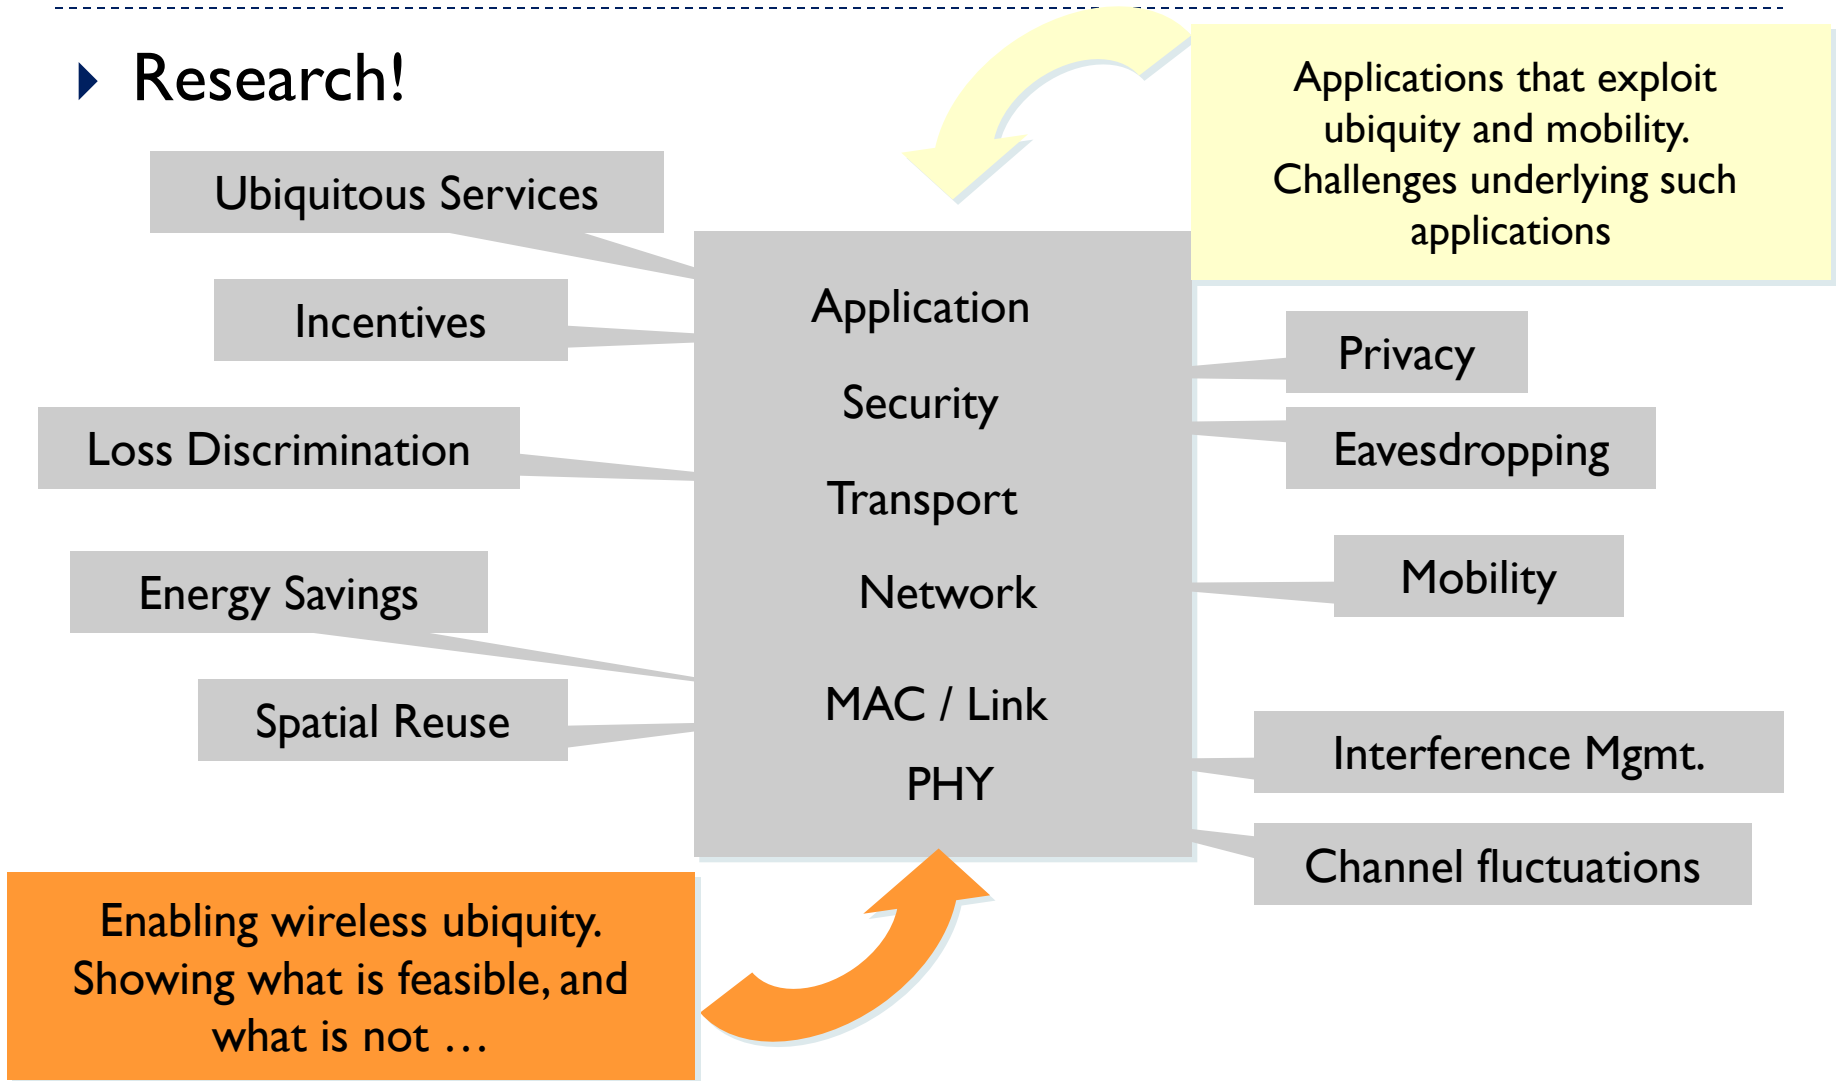 Research!
Applications that exploit
ubiquity and mobility.
Challenges underlying such
applications
Ubiquitous Services
Incentives
Loss Discrimination
Energy Savings
Spatial Reuse
Application
Security
Transport
Network
MAC / Link
PHY
Privacy
Eavesdropping
Mobility
Interference Mgmt.
Channel fluctuations
Enabling wireless ubiquity.
Showing what is feasible, and
what is not …